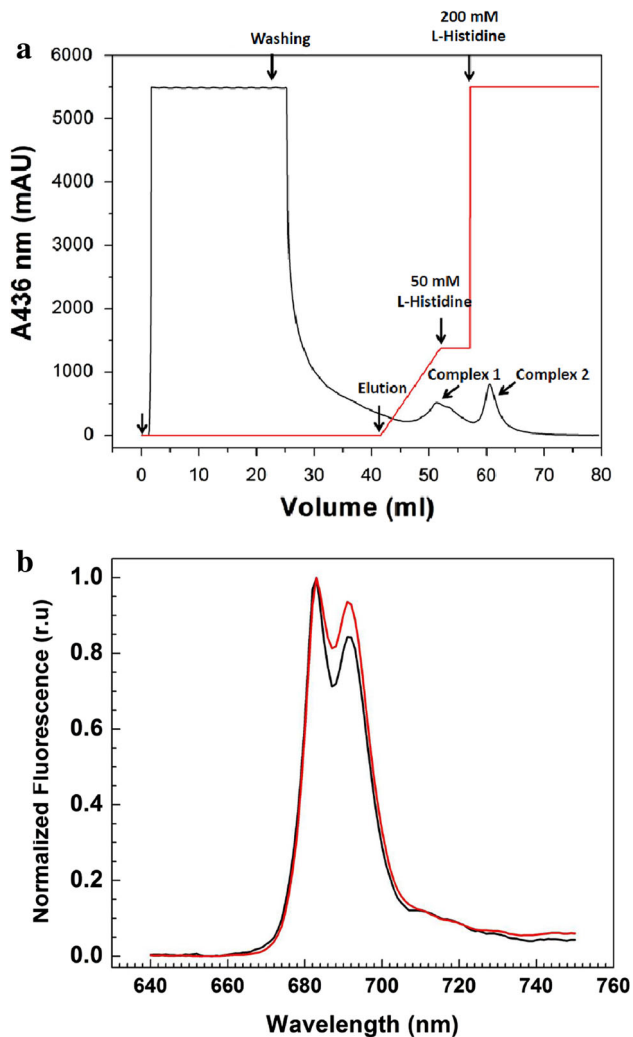 a
Washing
200 mM
L-Histidine
6000
5000
4000
3000
2000
1000
0
A436 nm (mAU)
50 mM
L-Histidine
Elution
Complex 1
Complex 2
0 10 20 30 40 50 60 70 80
Volume (ml)
b
1.0
0.8
0.6
0.4
0.2
0.0
Normalized Fluorescence (r.u)
640 660 680 700 720 740 760
Wavelength (nm)